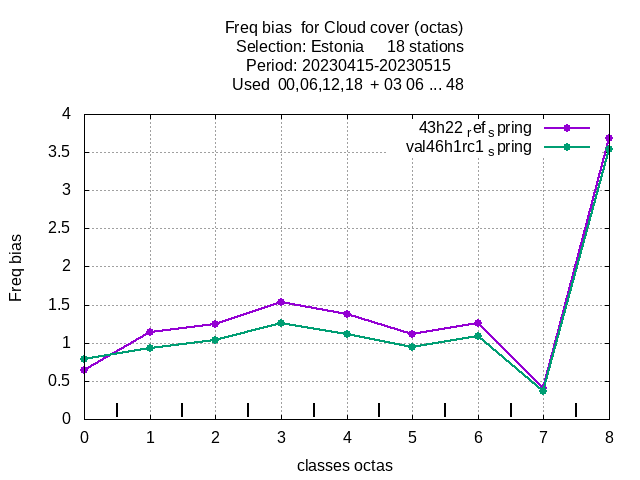 Freq bias for Cloud cover (octas)
Selection: Estonia 18 stations
Period: 20230415-20230515
Used 00,06,12,18 + 03 06 ... 48
43h22 ref spring
val46h1rc1 spring
4
3.5
3
2.5
2
1.5
1
0.5
0
Freq bias
0 1 2 3 4 5 6 7 8
classes octas